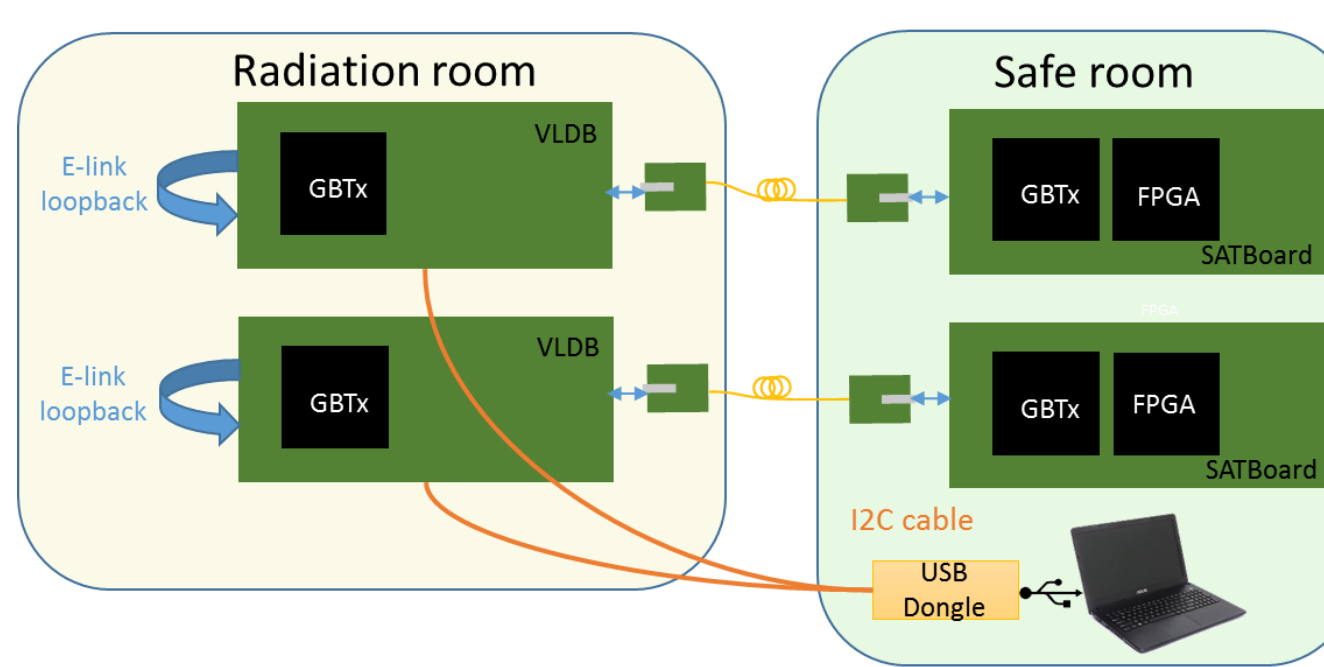 Radiation room
Safe room
VLDB
E-link
loopback
GBTx
GBTx
FPGA
SATBoard
FPGA
VLDB
E-link
loopback
GBTx
GBTx
FPGA
SATBoard
I2C cable
USB
Dongle